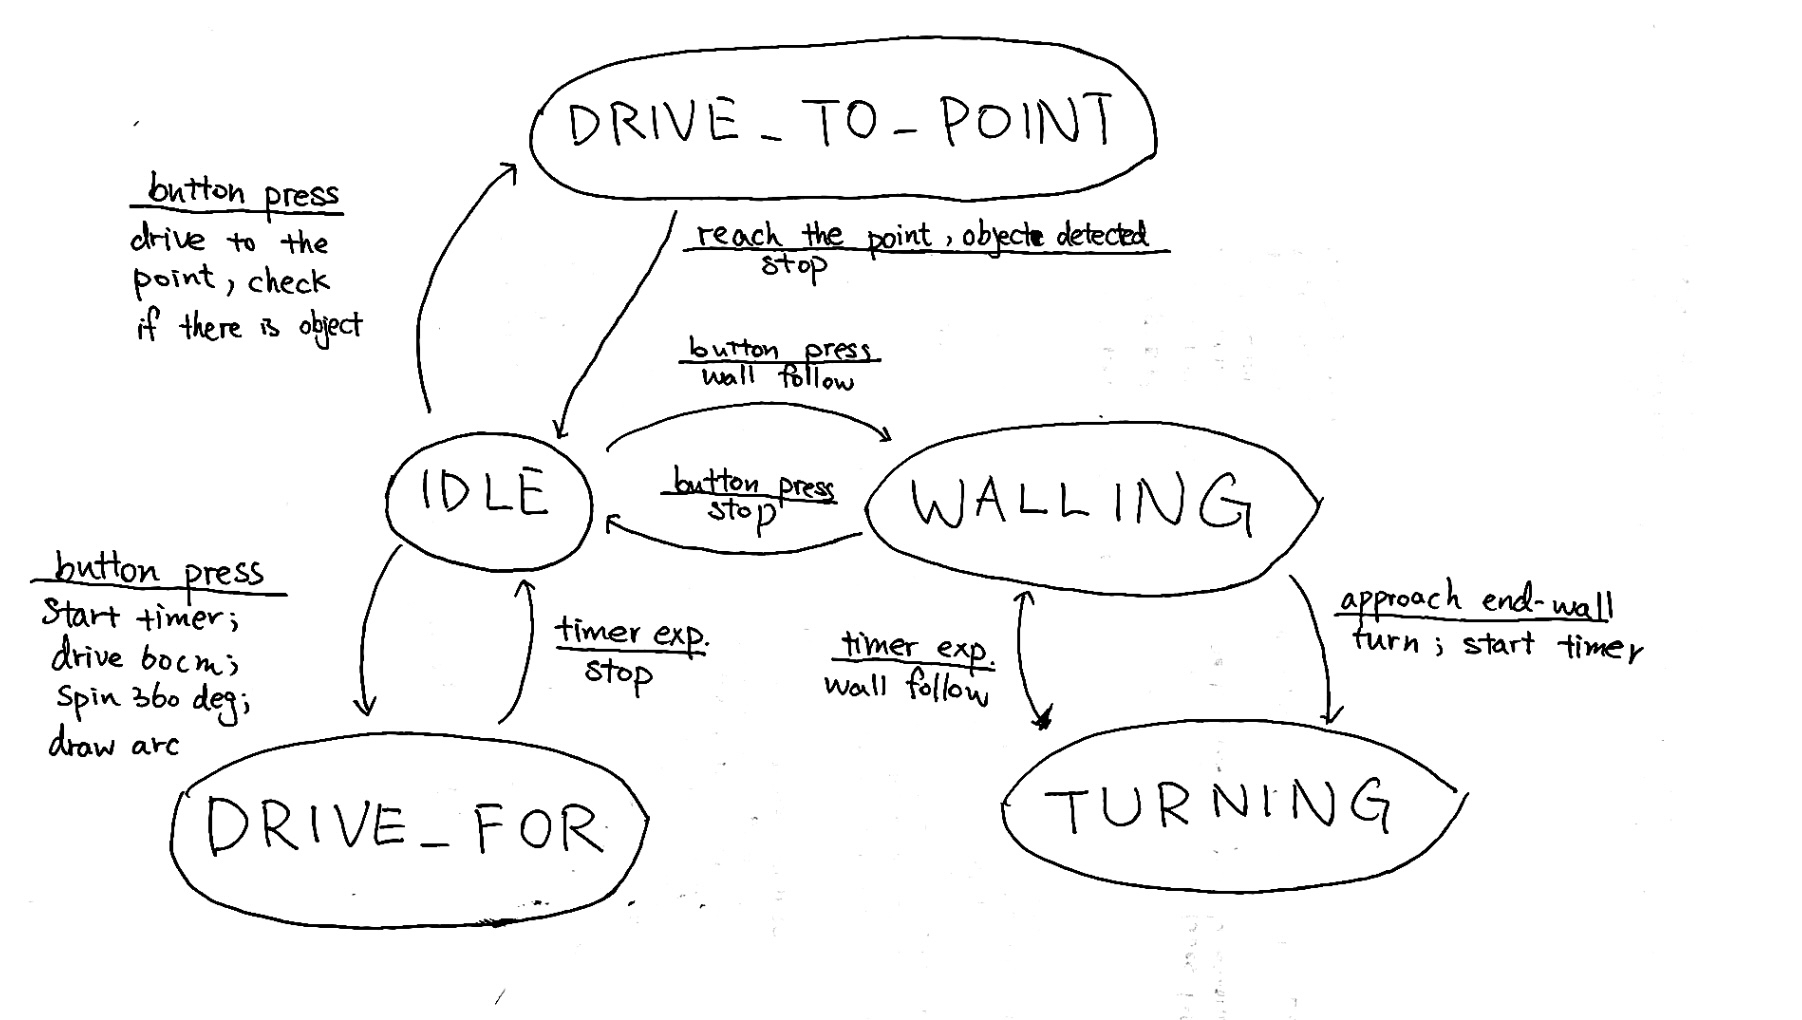 DRIVE_TO_POINT
button press
drive to the
point, check
if there is object
reach the point, object detected
stop
button press
wall follow
IDLE
button press
stop
WALLING
button press
start timer;
drive 60cm;
spin 360 deg;
draw arc
timer exp.
stop
timer exp.
wall follow
approach end-wall
turn; start timer
DRIVE_FOR
TURNING